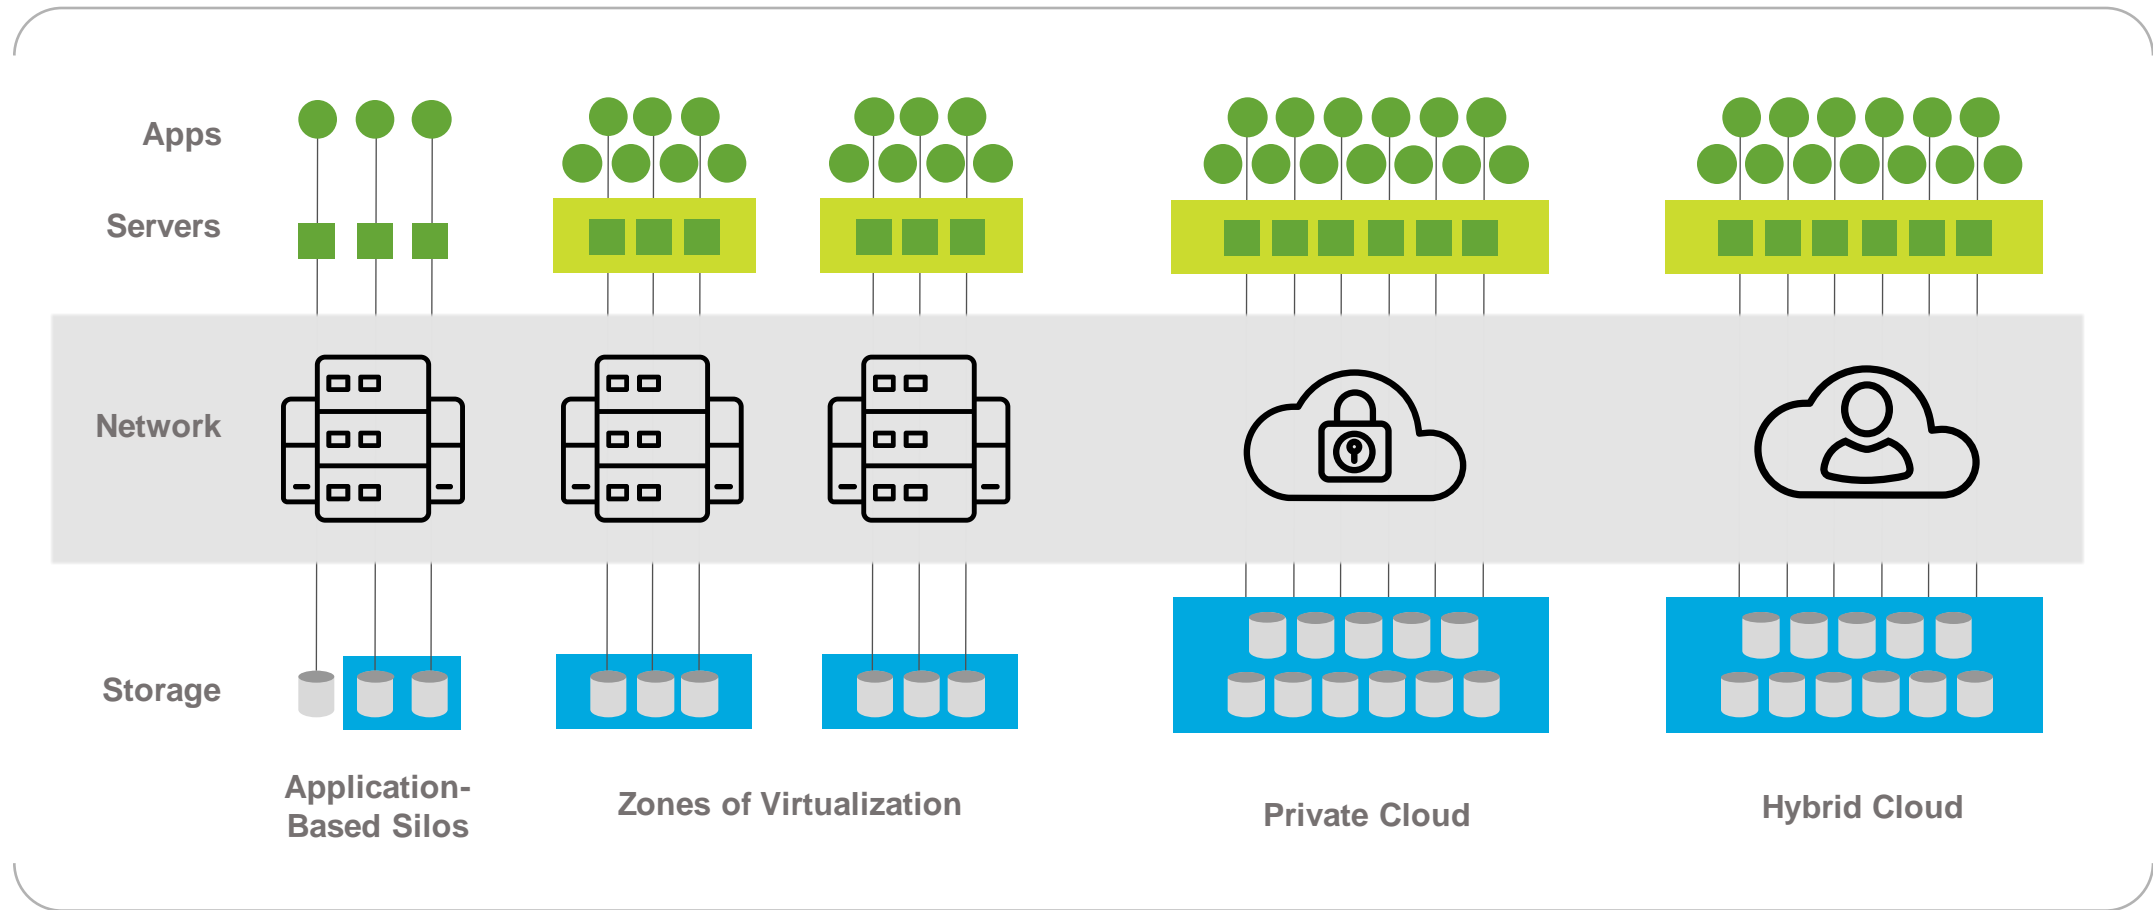 Apps
Servers
Network
Storage
Application-
Based Silos
Zones of Virtualization
Private Cloud
Hybrid Cloud